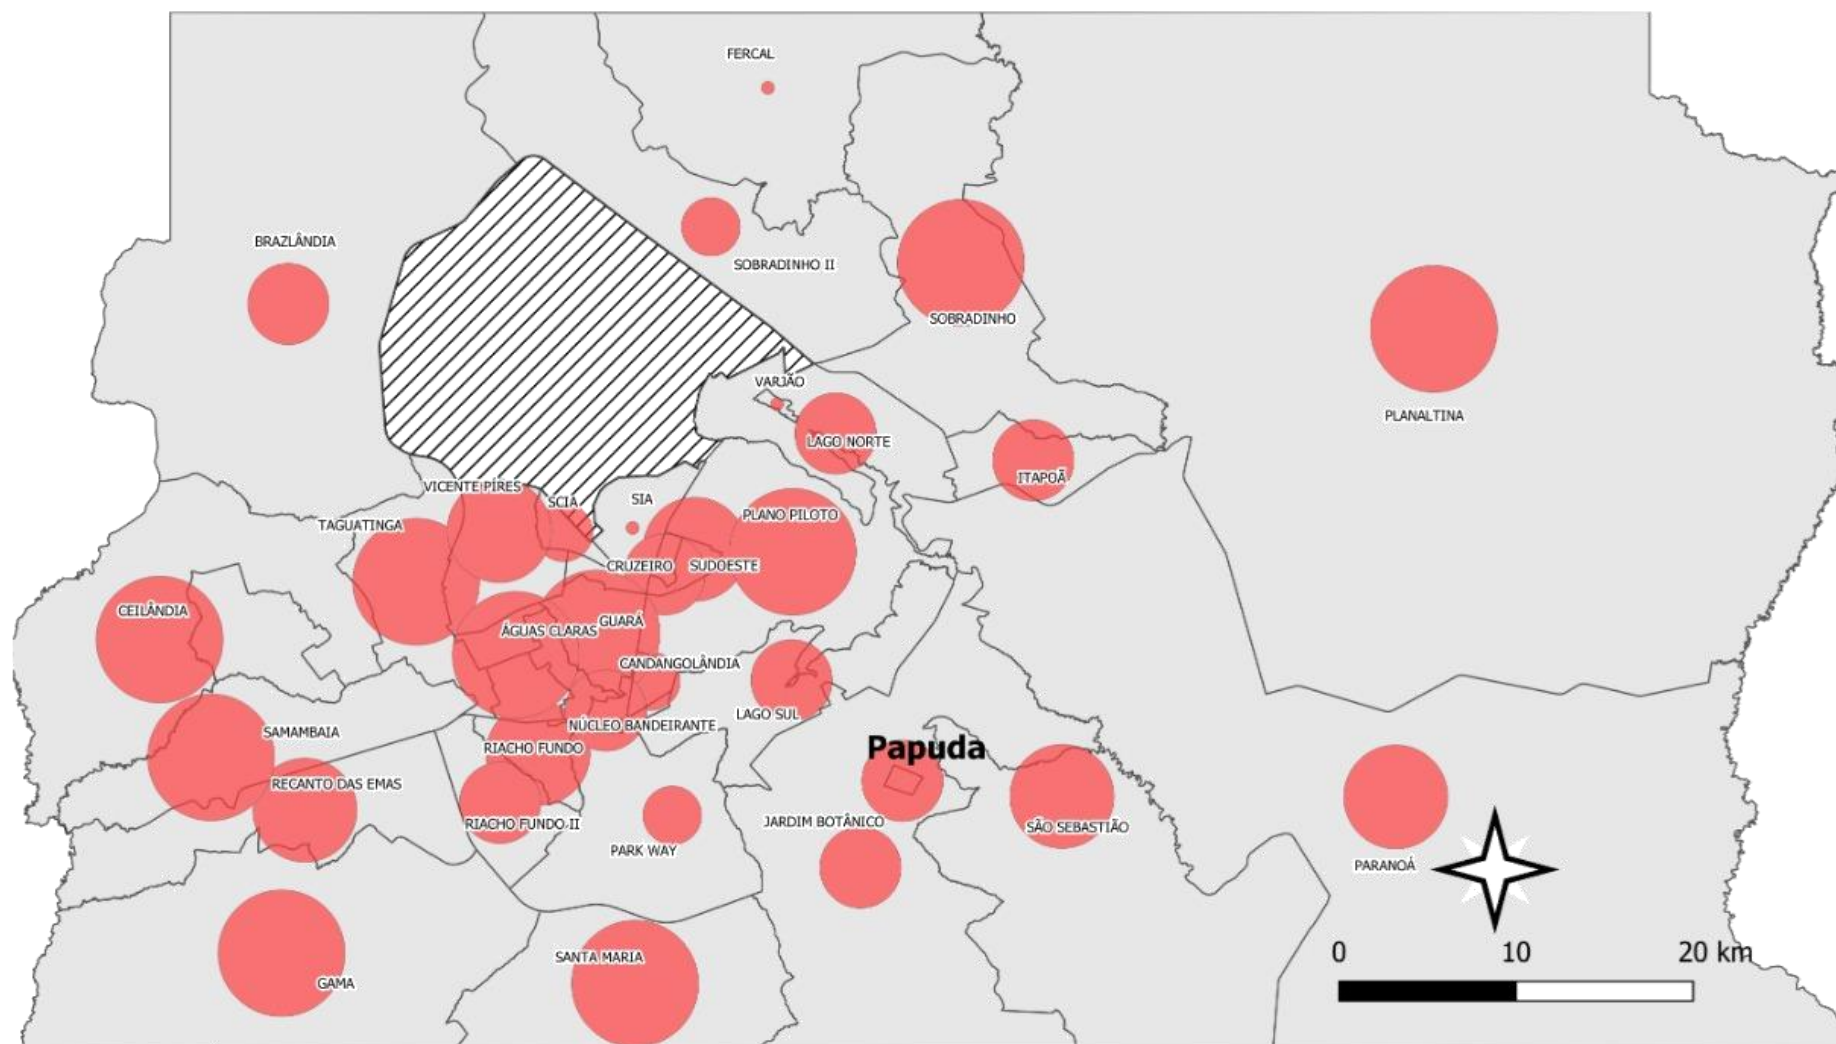 FERCAL
BRAZLÂNDIA
SOBRADINHO II
SOBRADINHO
VARJÃO
PLANALTINA
LAGO NORTE
ITAPOÃ
VICENTE PÍRES
SCIA
SIA
PLANO PILOTO
TAGUATINGA
CRUZEIRO
SUDOESTE
CEILÂNDIA
ÁGUAS CLARAS
GUARÁ
CANDANGOLÂNDIA
LAGO SUL
NÚCLEO BANDEIRANTE
SAMAMBAIA
RIACHO FUNDO
Papuda
RECANTO DAS EMAS
RIACHO FUNDO II
JARDIM BOTÂNICO
SÃO SEBASTIÃO
PARK WAY
PARANOÁ
SANTA MARIA
GAMA
0 10 20 km